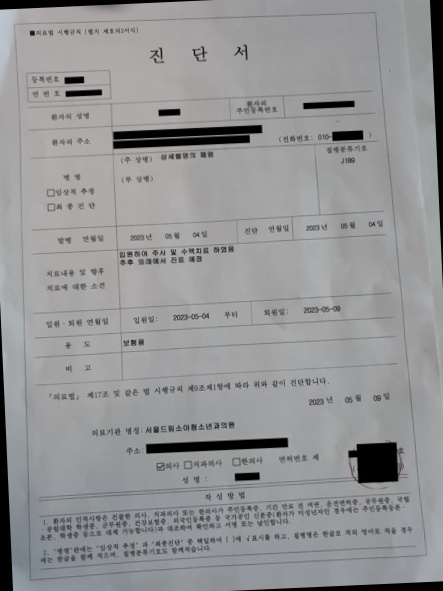 ■의료법 시행규칙 [별지 제호의2서식]
진 단 서
등록번호
연 번 호
환자의 성명
환자의
주민등록번호
환자의 주소
(전화번호: 010- )
병 명
□임상적 추정
□최 종 진 단
(주 상병) 상세불명의 폐렴
(부 상병)
질병분류기호
J189
발병 연월일
2023 년 05 월 04 일
진단 연월일
2023 년 05 월 04 일
치료내용 및 향후
치료에 대한 소견
입원하여 주사 및 수액치료 하였음
추후 외래에서 진료 예정
입원·퇴원 연월일
입원일: 2023-05-04 부터
퇴원일: 2023-05-09
용 도
보험용
비 고
「의료법」 제17조 및 같은 법 시행규칙 제9조제1항에 따라 위와 같이 진단합니다.
2023 년 05 월 09 일
의료기관 명칭: 서울드림소아청소년과의원
주소:
☑의사 □치과의사 □한의사 면허번호 제 호
성 명 :
작 성 방 법
1. 환자의 인적사항은 진찰한 의사, 치과의사 또는 한의사가 주민등록증, 기간 만료 전 여권, 운전면허증, 공무원증, 국립
·공립대학 학생증, 군무원증, 건강보험증, 외국인등록증 등 국가공인 신분증(환자가 미성년자인 경우에는 주민등록등본·
초본, 학생증 등으로 대체 가능합니다)과 대조하여 확인하고 서명 또는 날인합니다.
2. "병명"란에는 "임상적 추정" 과 "최종진단" 중 택일하여 [ ]에 √표시를 하고, 질병명은 한글로 적되 영어로 적을 경우
에는 한글을 함께 적으며, 질병분류기호도 함께적습니다.